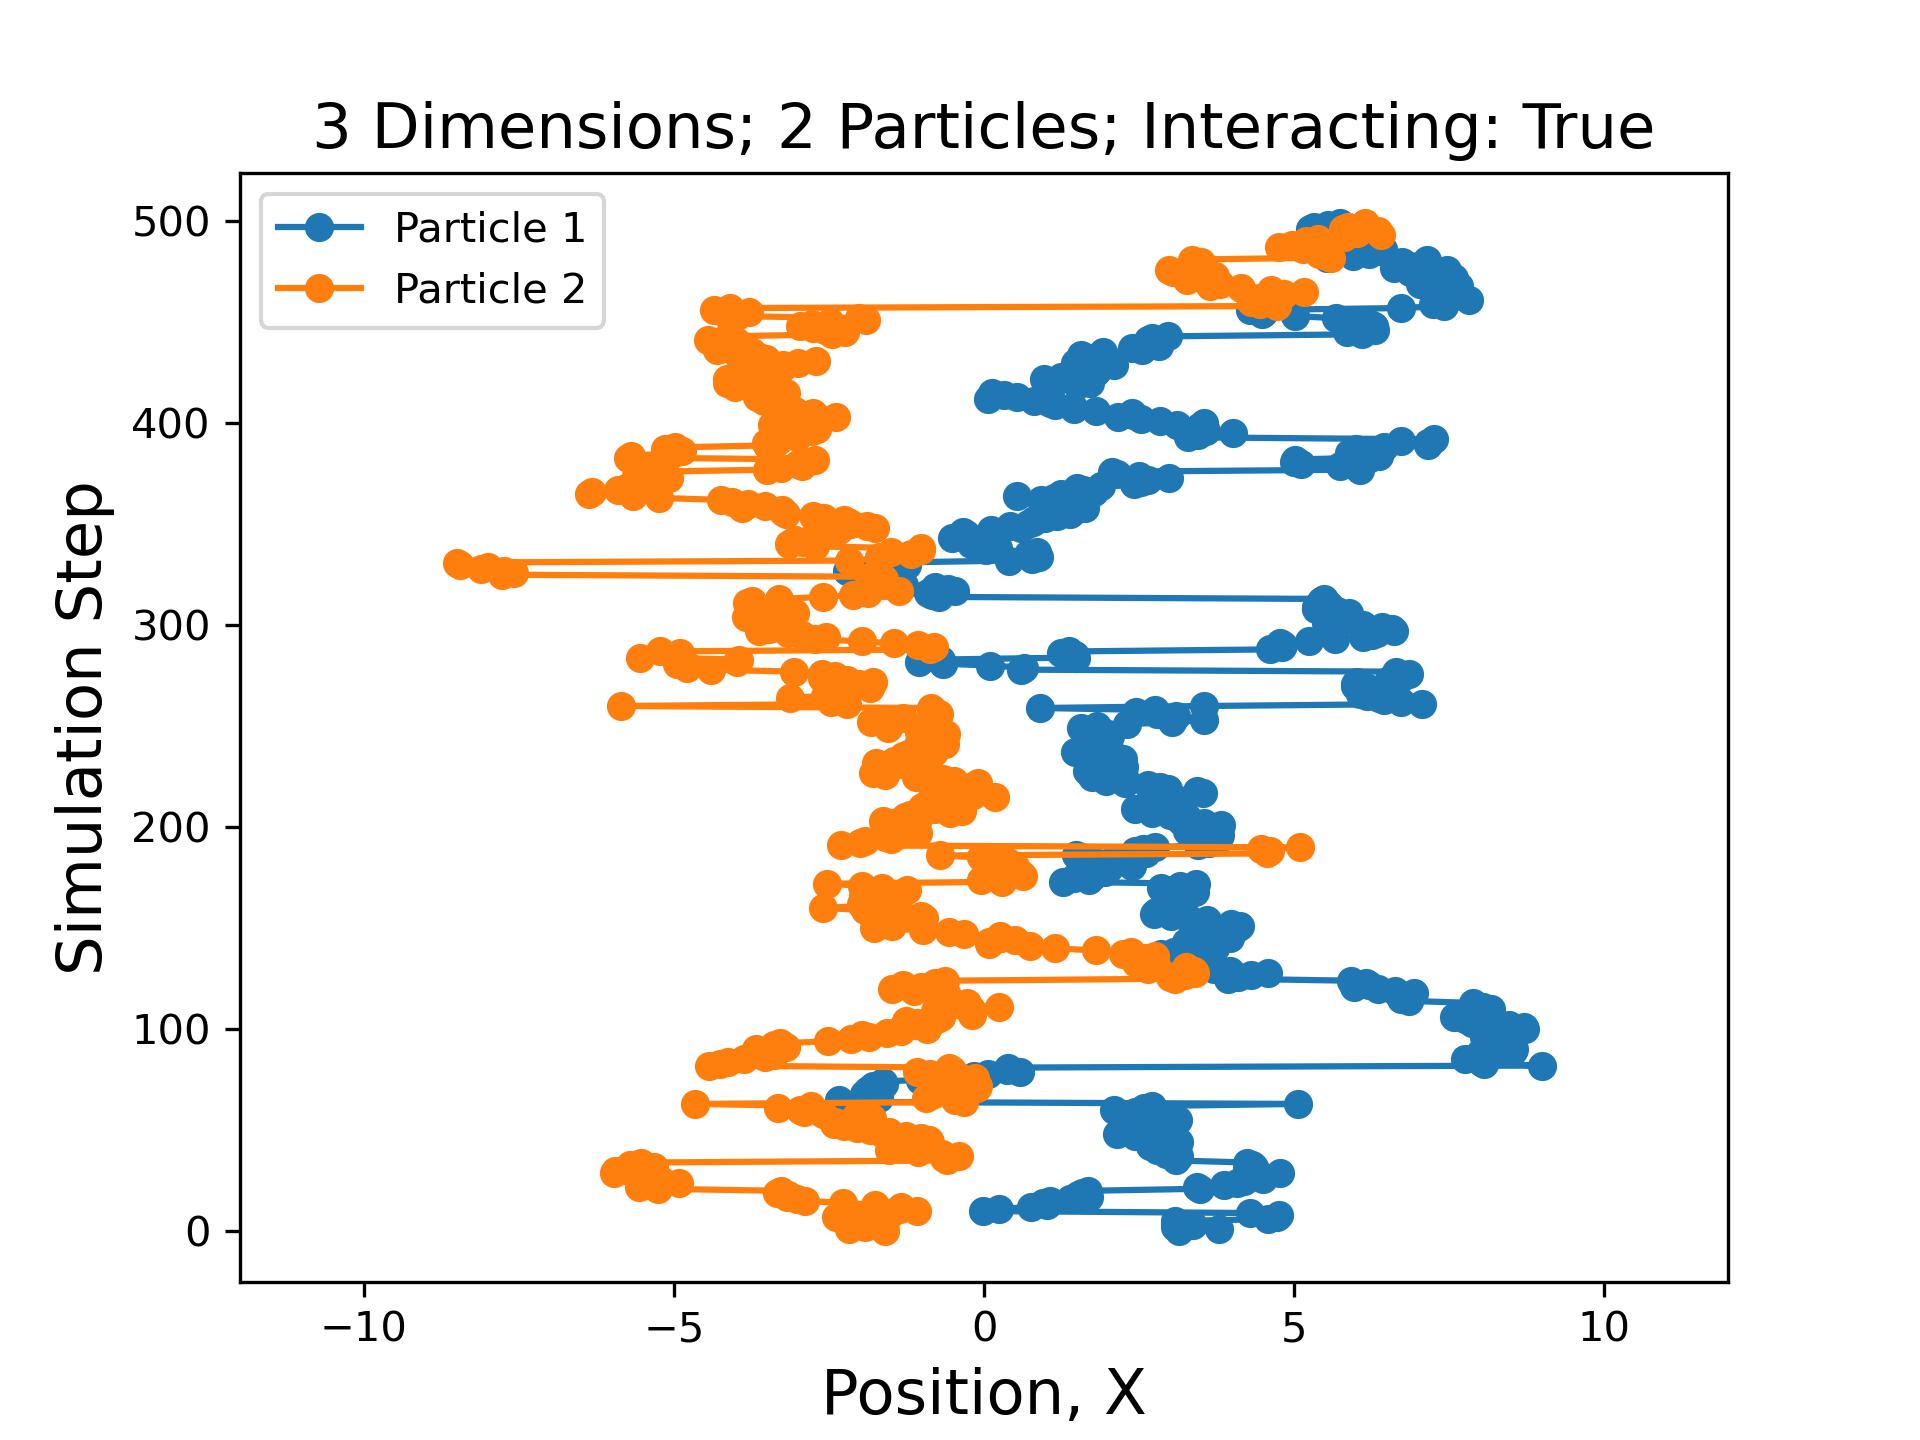 3 Dimensions; 2 Particles; Interacting: True
Particle 1
Particle 2
500
400
300
200
100
0
Simulation Step
−10
−5
0
5
10
Position, X